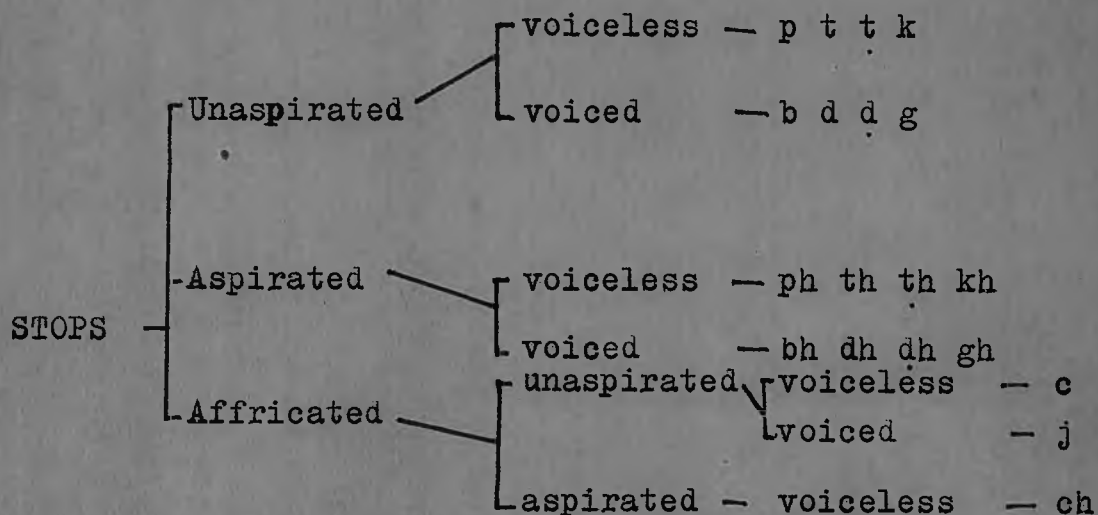 voiceless — p t ṭ k
Unaspirated
voiced — b d ḍ g
Aspirated
voiceless — ph th ṭh kh
STOPS
voiced — bh dh ḍh gh
unaspirated voiceless — c
Affricated
voiced — j
aspirated — voiceless — ch